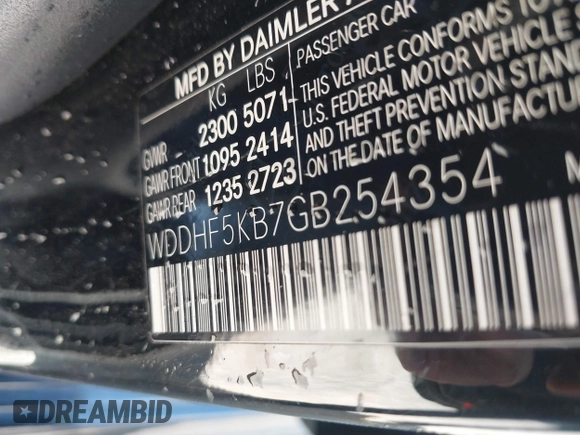 MFD BY DAIMLER A
KG LBS
GVWR 2300 5071
GAWR FRONT 1095 2414
GAWR REAR 1235 2723
PASSENGER CAR
THIS VEHICLE CONFORMS TO
U.S. FEDERAL MOTOR VEHICLE
AND THEFT PREVENTION STAND
ON THE DATE OF MANUFACTU
WDDHF5KB7GB254354
DREAMBID